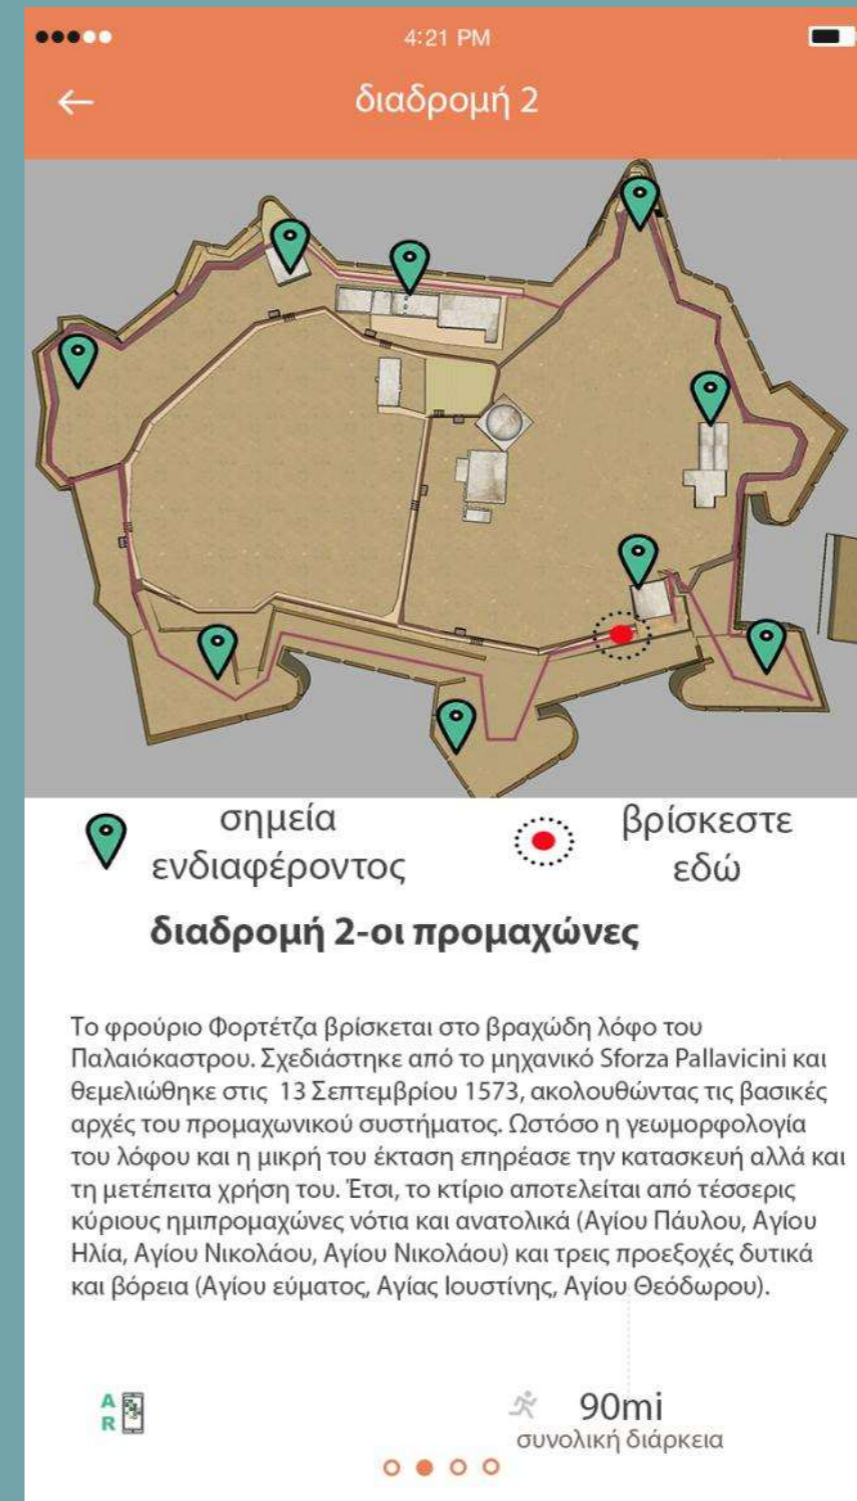 4:21 PM
διαδρομή 2
σημεία
ενδιαφέροντος
βρίσκεστε
εδώ
διαδρομή 2-οι προμαχώνες
Το φρούριο Φορτέτζα βρίσκεται στο βραχώδη λόφο του
Παλαιόκαστρου. Σχεδιάστηκε από το μηχανικό Sforza Pallavicini και
θεμελιώθηκε στις 13 Σεπτεμβρίου 1573, ακολουθώντας τις βασικές
αρχές του προμαχωνικού συστήματος. Ωστόσο η γεωμορφολογία
του λόφου και η μικρή του έκταση επηρέασε την κατασκευή αλλά και
τη μετέπειτα χρήση του. Έτσι, το κτίριο αποτελείται από τέσσερις
κύριους ημιπρομαχώνες νότια και ανατολικά (Αγίου Πάυλου, Αγίου
Ηλία, Αγίου Νικολάου, Αγίου Νικολάου) και τρεις προεξοχές δυτικά
και βόρεια (Αγίου εύματος, Αγίας Ιουστίνης, Αγίου Θεόδωρου).
A
R
90mi
συνολική διάρκεια